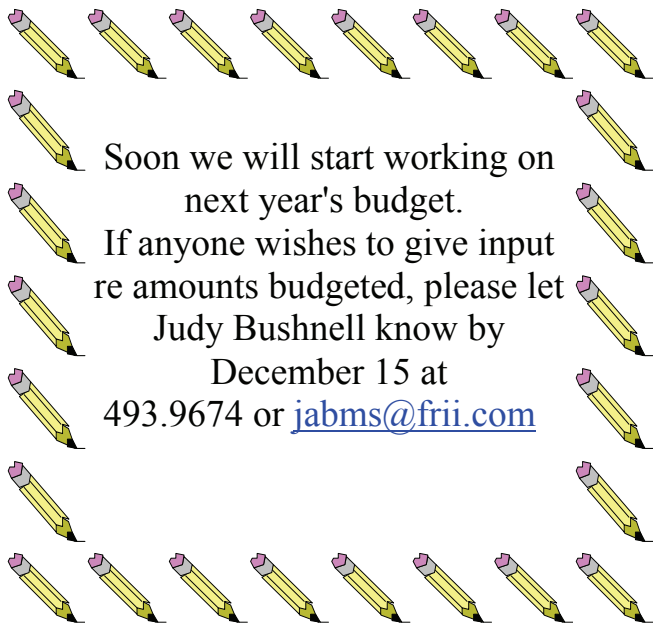 Soon we will start working on
next year's budget.
If anyone wishes to give input
re amounts budgeted, please let
Judy Bushnell know by
December 15 at
493.9674 or jabms@frii.com